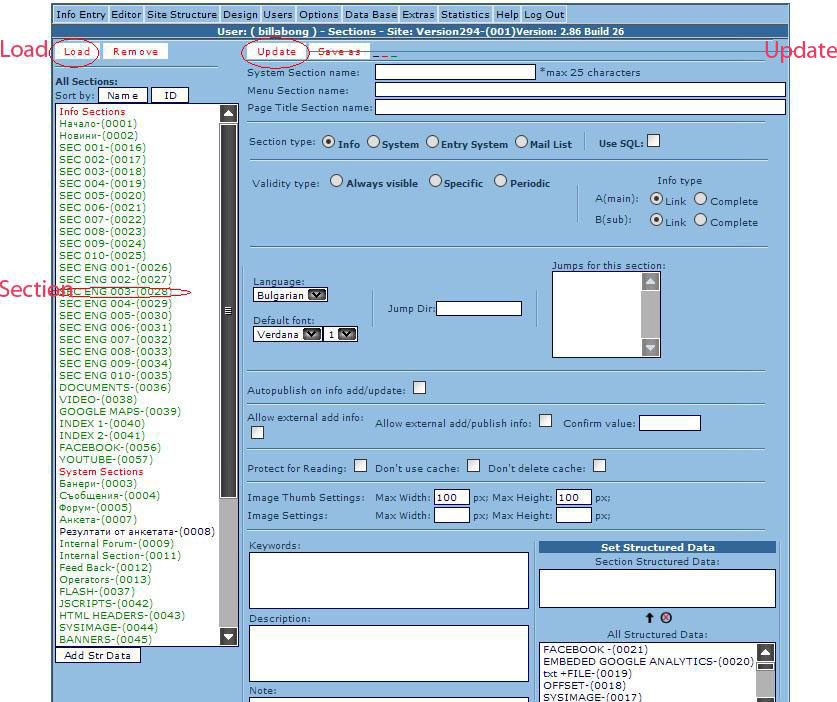 Info Entry Editor Site Structure Design Users Options Data Base Extras Statistics Help Log Out
User: ( billabong ) - Sections - Site: Version294-(001)Version: 2.86 Build 26
Load Load Remove
Update Save as Update
All Sections:
Sort by: Name ID
Info Sections
Начало-(0001)
Новини-(0002)
SEC 001-(0016)
SEC 002-(0017)
SEC 003-(0018)
SEC 004-(0019)
SEC 005-(0020)
SEC 006-(0021)
SEC 007-(0022)
SEC 008-(0023)
SEC 009-(0024)
SEC 010-(0025)
SEC ENG 001-(0026)
SEC ENG 002-(0027)
Section SEC ENG 003-(0028)
SEC ENG 004-(0029)
SEC ENG 005-(0030)
SEC ENG 006-(0031)
SEC ENG 007-(0032)
SEC ENG 008-(0033)
SEC ENG 009-(0034)
SEC ENG 010-(0035)
DOCUMENTS-(0036)
VIDEO-(0038)
GOOGLE MAPS-(0039)
INDEX 1-(0040)
INDEX 2-(0041)
FACEBOOK-(0056)
YOUTUBE-(0057)
System Sections
Банери-(0003)
Съобщения-(0004)
Форум-(0005)
Анкета-(0007)
Резултати от анкетата-(0008)
Internal Forum-(0009)
Internal Section-(0011)
Feed Back-(0012)
Operators-(0013)
FLASH-(0037)
JSCRIPTS-(0042)
HTML HEADERS-(0043)
SYSIMAGE-(0044)
BANNERS-(0045)
Add Str Data
System Section name: *max 25 characters
Menu Section name:
Page Title Section name:
Section type: Info System Entry System Mail List Use SQL:
Validity type: Always visible Specific Periodic
Info type
A(main): Link Complete
B(sub): Link Complete
Language:
Bulgarian
Default font:
Verdana 1
Jump Dir:
Jumps for this section:
Autopublish on info add/update:
Allow external add info: Allow external add/publish info: Confirm value:
Protect for Reading: Don't use cache: Don't delete cache:
Image Thumb Settings: Max Width: 100 px; Max Height: 100 px;
Image Settings: Max Width: px; Max Height: px;
Keywords:
Description:
Note:
Set Structured Data
Section Structured Data:
All Structured Data:
FACEBOOK -(0021)
EMBEDED GOOGLE ANALYTICS-(0020)
txt +FILE-(0019)
OFFSET-(0018)
SYSIMAGE-(0017)